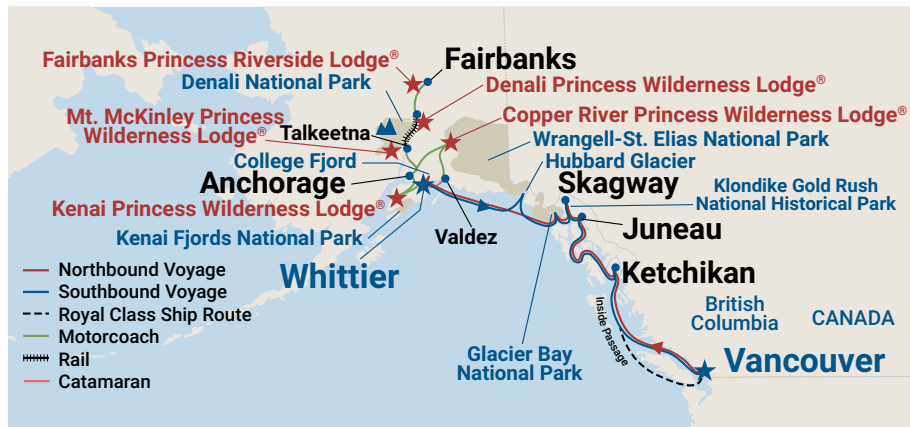 Fairbanks
Fairbanks Princess Riverside Lodge®
Denali National Park
Denali Princess Wilderness Lodge®
Mt. McKinley Princess
Wilderness Lodge®
Copper River Princess Wilderness Lodge®
Talkeetna
Wrangell-St. Elias National Park
College Fjord
Hubbard Glacier
Anchorage
Skagway
Klondike Gold Rush
National Historical Park
Kenai Princess Wilderness Lodge®
Kenai Fjords National Park
Valdez
Juneau
Whittier
Ketchikan
Northbound Voyage
Southbound Voyage
Royal Class Ship Route
Motorcoach
Rail
Catamaran
Inside Passage
British
Columbia
CANADA
Glacier Bay
National Park
Vancouver